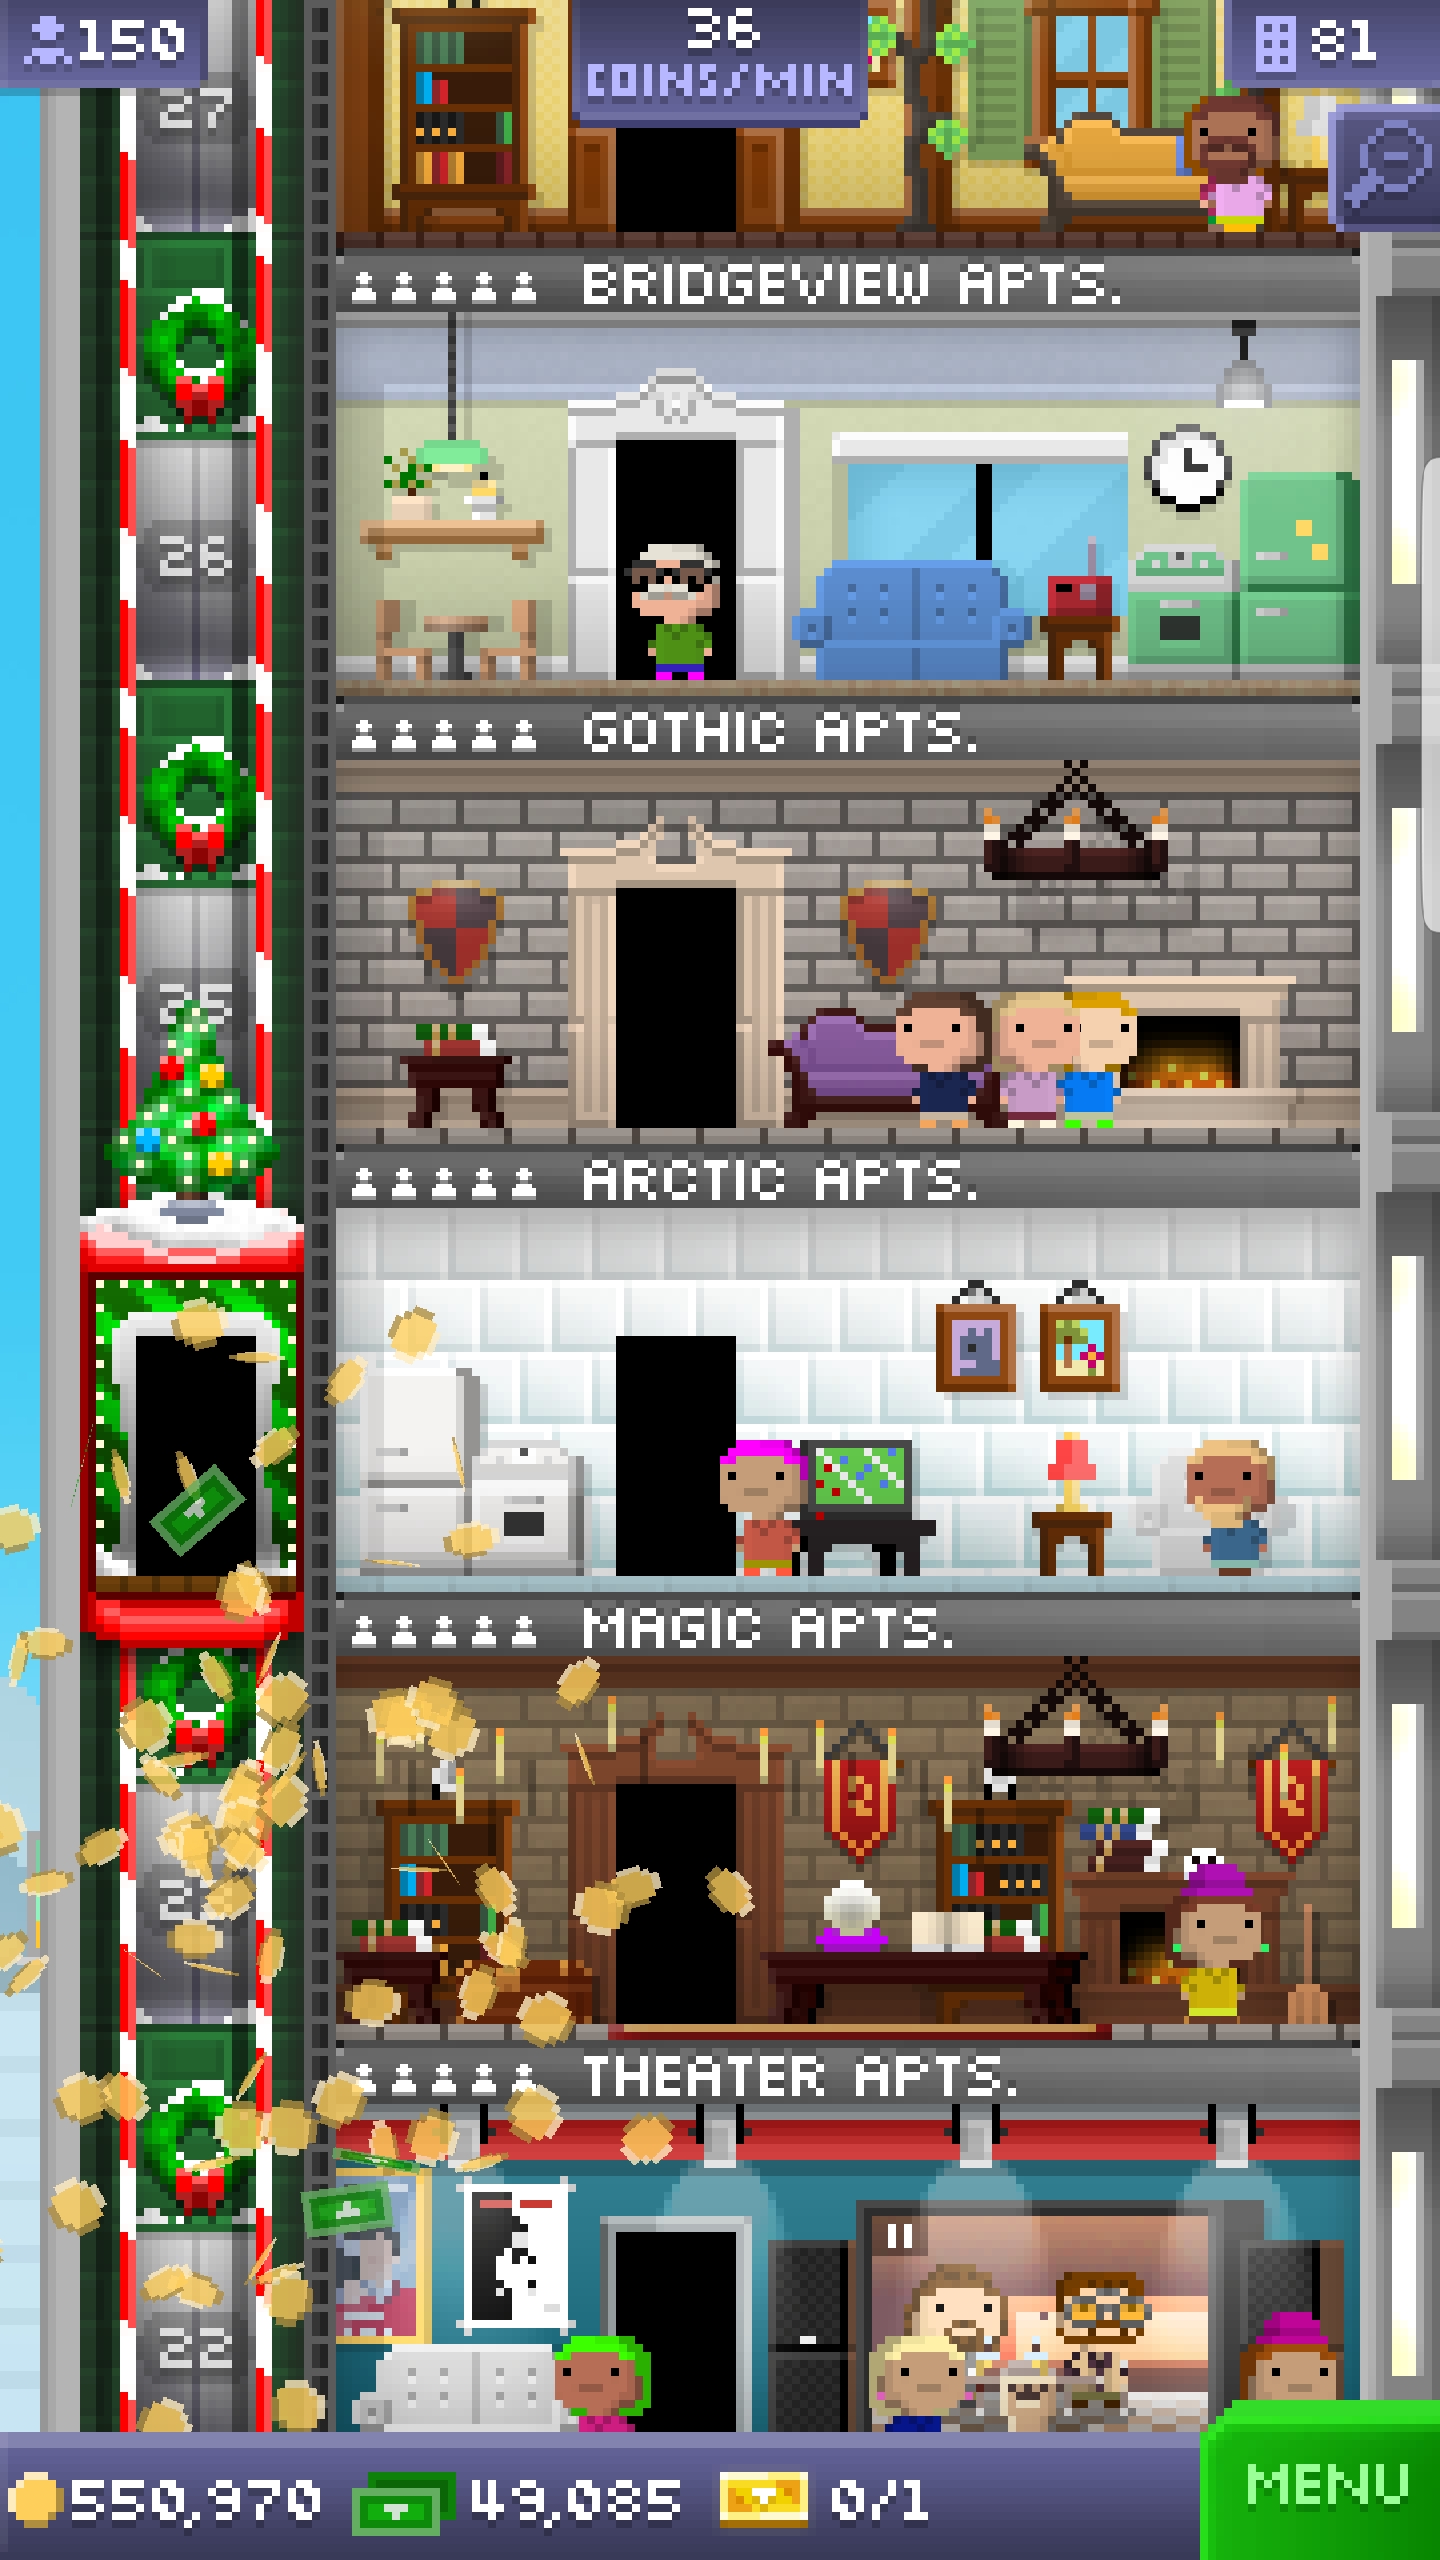 150
36
COINS/MIN
81
27
BRIDGEVIEW APTS.
26
GOTHIC APTS.
25
ARCTIC APTS.
MAGIC APTS.
THEATER APTS.
22
550,970
49,085
0/1
MENU